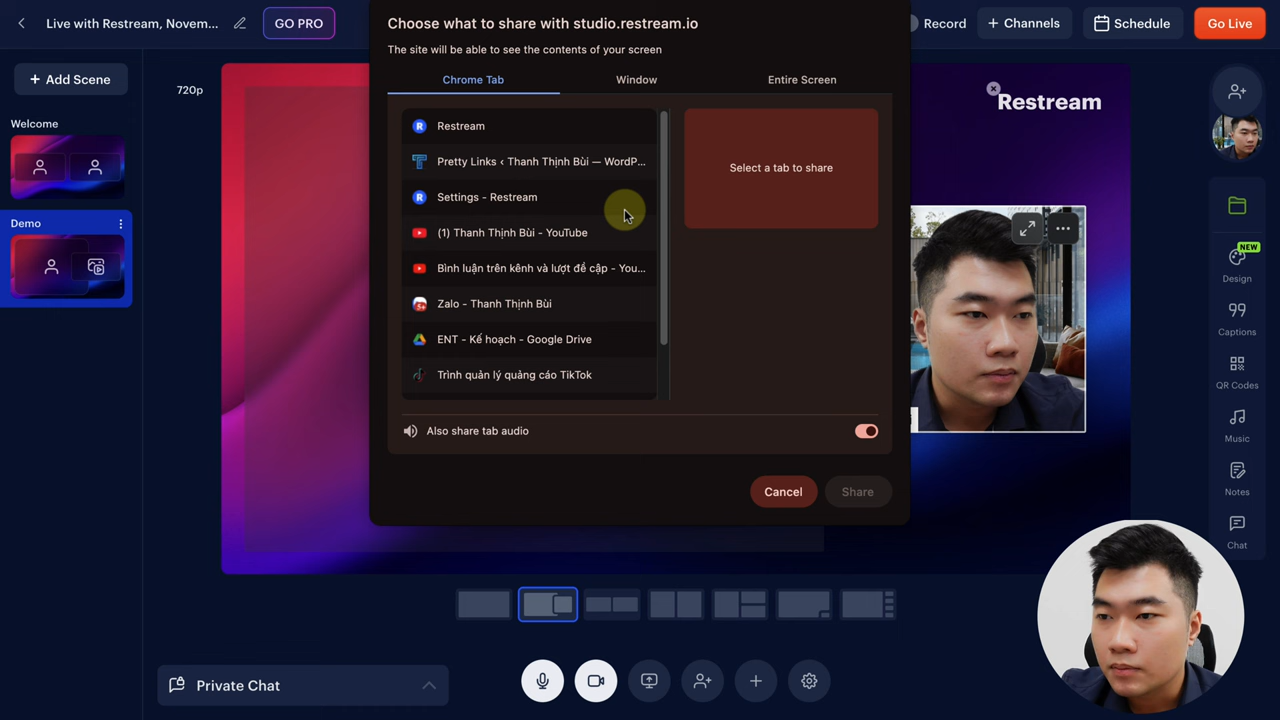 Live with Restream, Novem...
GO PRO
Record
+ Channels
Schedule
Go Live
Choose what to share with studio.restream.io
The site will be able to see the contents of your screen
Chrome Tab
Window
Entire Screen
+ Add Scene
720p
Welcome
Demo
Restream
Pretty Links ‹ Thanh Thịnh Bùi — WordP...
Settings - Restream
(1) Thanh Thịnh Bùi - YouTube
Bình luận trên kênh và lượt đề cập - You...
Zalo - Thanh Thịnh Bùi
ENT - Kế hoạch - Google Drive
Trình quản lý quảng cáo TikTok
Select a tab to share
Also share tab audio
Cancel
Share
Restream
NEW
Design
Captions
QR Codes
Music
Notes
Chat
Private Chat